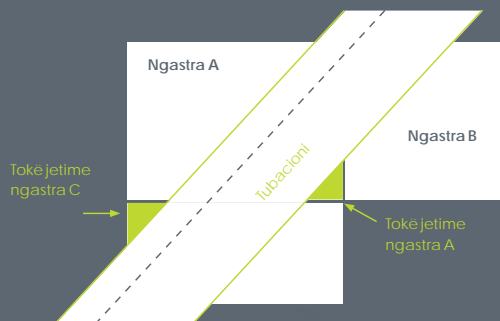 Ngastra A
Ngastra B
Tubacioni
Tokë jetime
ngastra C
Tokë jetime
ngastra A